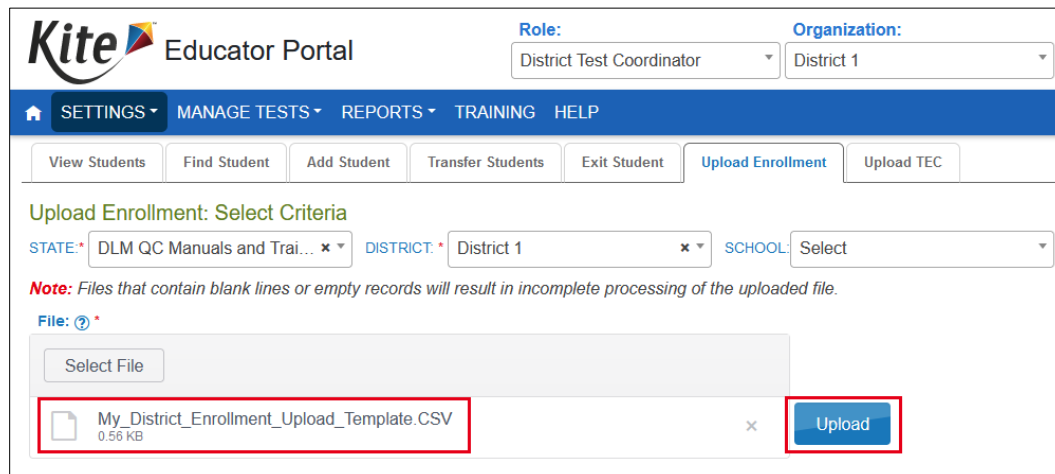 Kite™ Educator Portal
Role: Organization:
District Test Coordinator District 1
SETTINGS MANAGE TESTS REPORTS TRAINING HELP
View Students Find Student Add Student Transfer Students Exit Student Upload Enrollment Upload TEC
Upload Enrollment: Select Criteria
STATE:* DLM QC Manuals and Trai... × DISTRICT: * District 1 × SCHOOL: Select
Note: Files that contain blank lines or empty records will result in incomplete processing of the uploaded file.
File: ? *
Select File
My_District_Enrollment_Upload_Template.CSV × Upload
0.56 KB